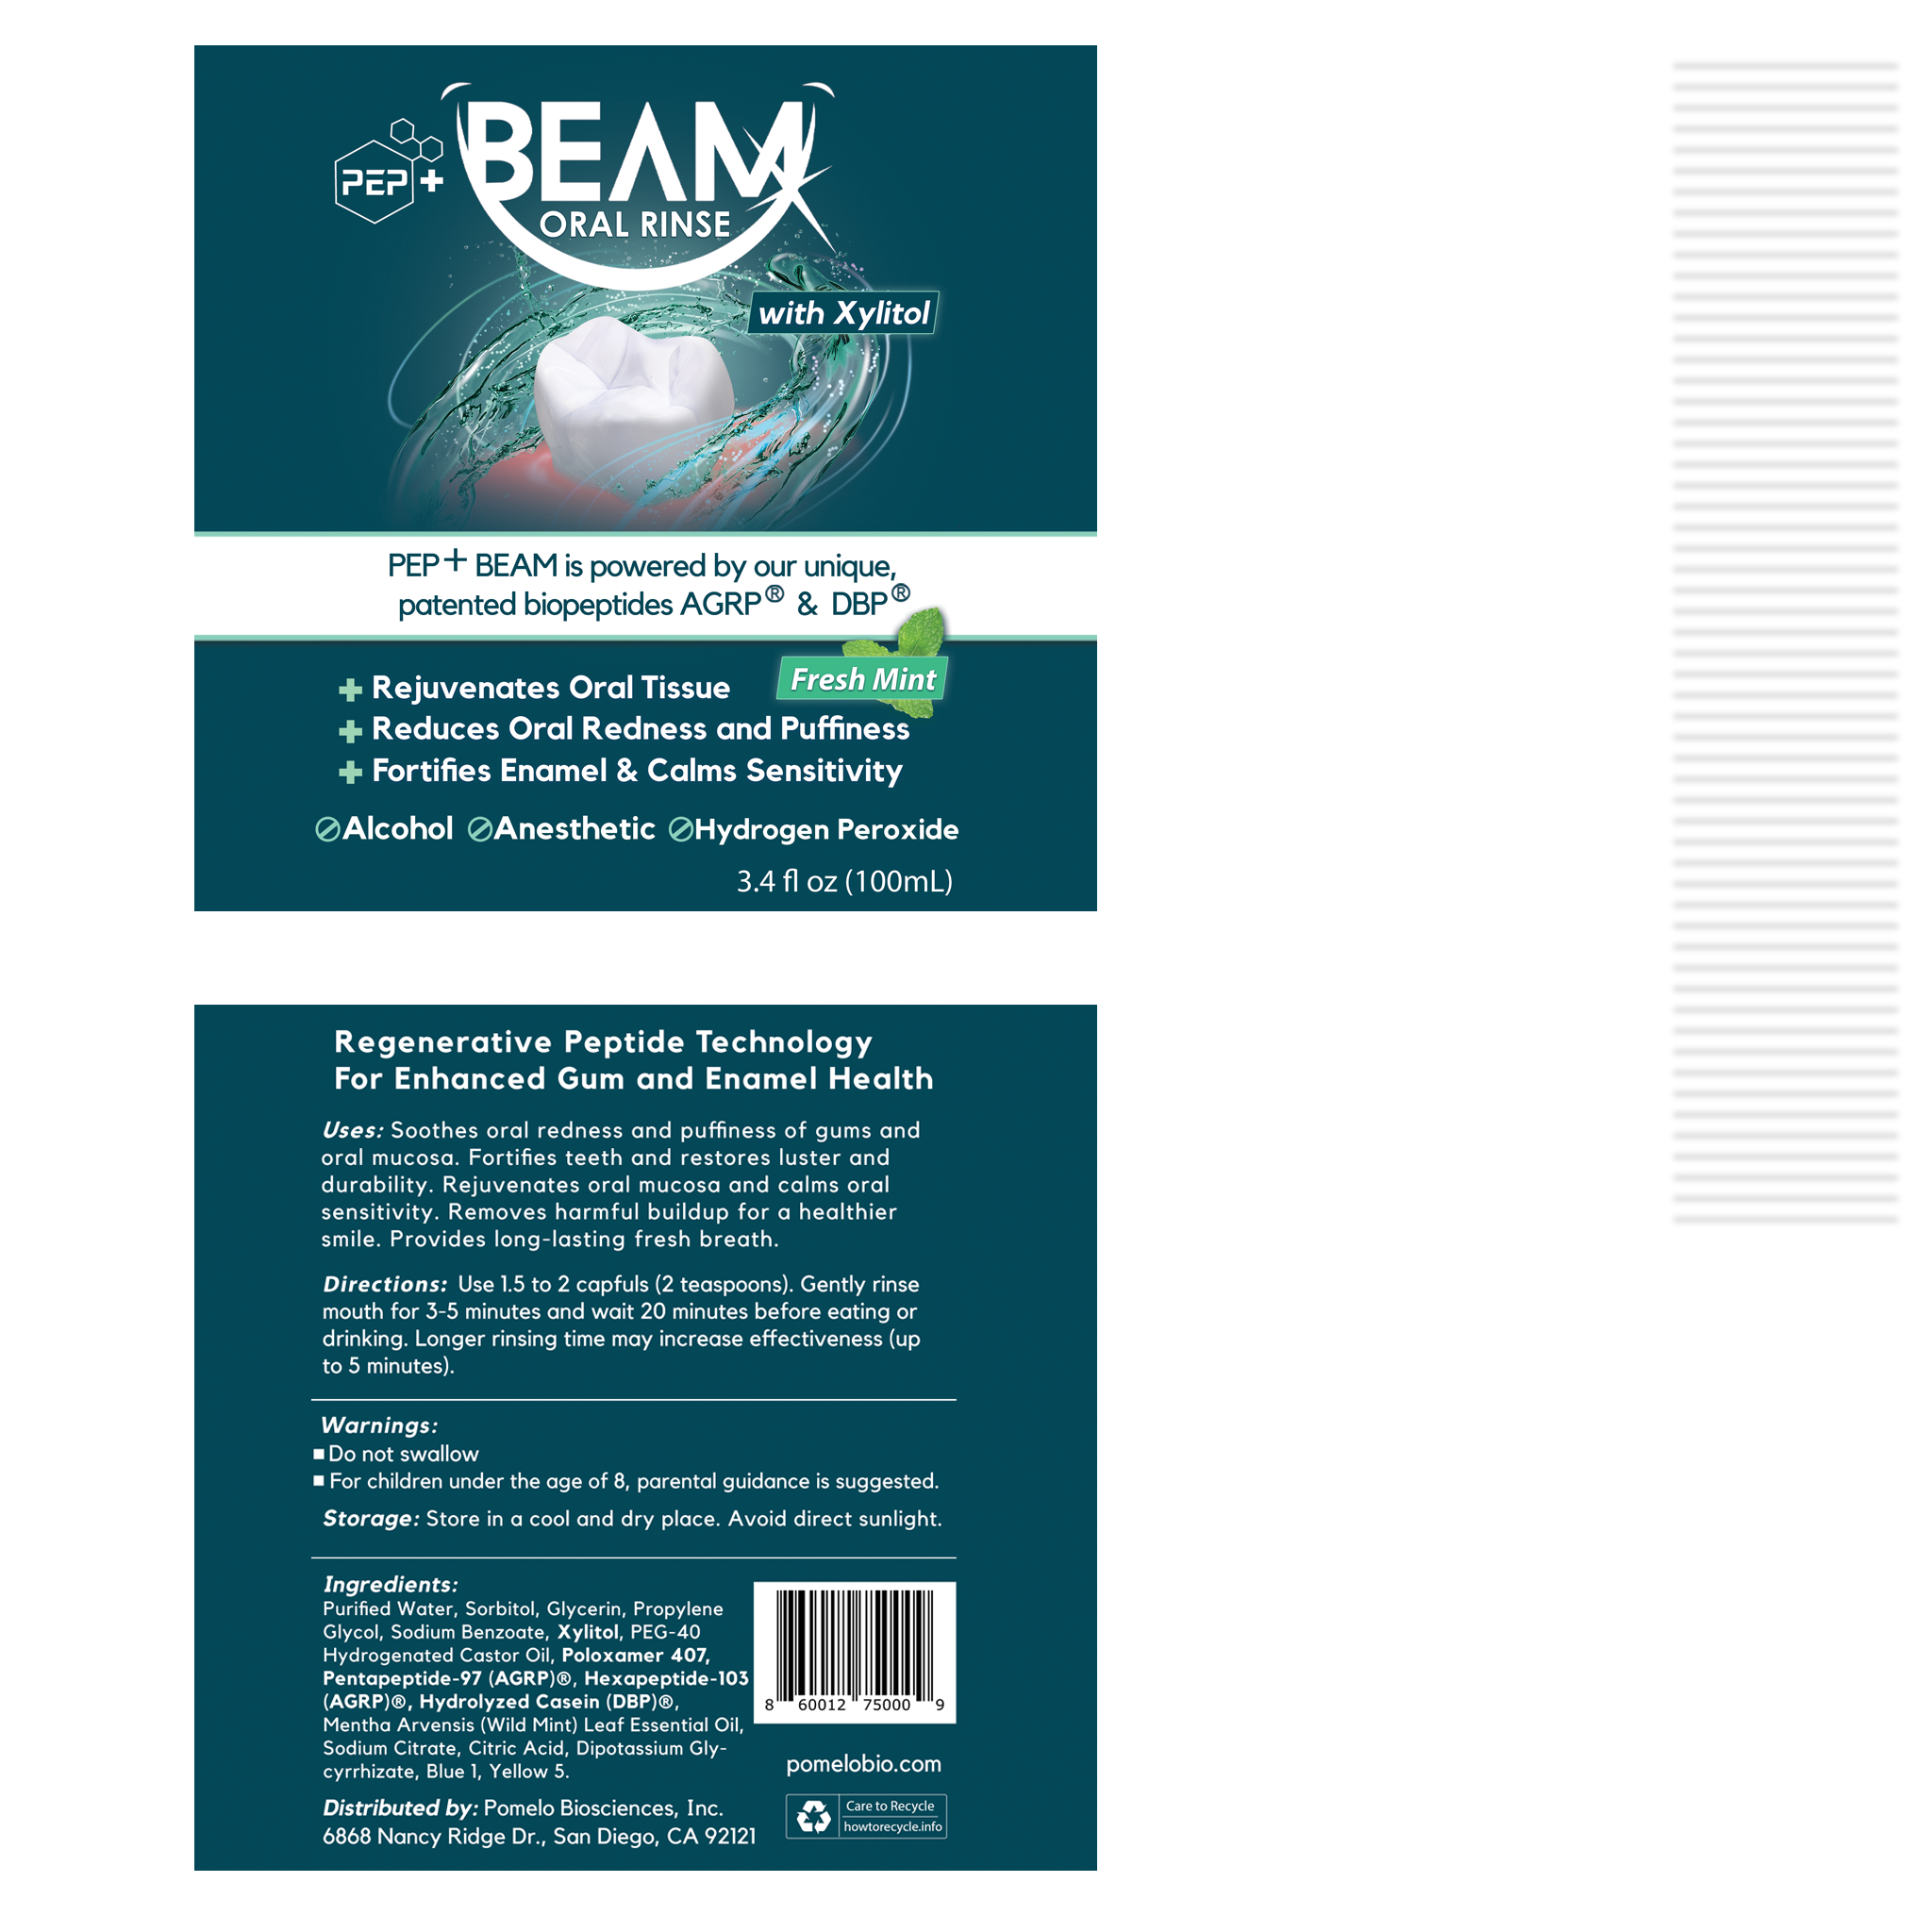 PEP+ BEAM
ORAL RINSE
with Xylitol
PEP+ BEAM is powered by our unique,
patented biopeptides AGRP® & DBP®
Fresh Mint
Rejuvenates Oral Tissue
Reduces Oral Redness and Puffiness
Fortifies Enamel & Calms Sensitivity
Alcohol Anesthetic Hydrogen Peroxide
3.4 fl oz (100mL)
Regenerative Peptide Technology
For Enhanced Gum and Enamel Health
Uses: Soothes oral redness and puffiness of gums and
oral mucosa. Fortifies teeth and restores luster and
durability. Rejuvenates oral mucosa and calms oral
sensitivity. Removes harmful buildup for a healthier
smile. Provides long-lasting fresh breath.
Directions: Use 1.5 to 2 capfuls (2 teaspoons). Gently rinse
mouth for 3-5 minutes and wait 20 minutes before eating or
drinking. Longer rinsing time may increase effectiveness (up
to 5 minutes).
Warnings:
Do not swallow
For children under the age of 8, parental guidance is suggested.
Storage: Store in a cool and dry place. Avoid direct sunlight.
Ingredients:
Purified Water, Sorbitol, Glycerin, Propylene
Glycol, Sodium Benzoate, Xylitol, PEG-40
Hydrogenated Castor Oil, Poloxamer 407,
Pentapeptide-97 (AGRP)®, Hexapeptide-103
(AGRP)®, Hydrolyzed Casein (DBP)®,
Mentha Arvensis (Wild Mint) Leaf Essential Oil,
Sodium Citrate, Citric Acid, Dipotassium Gly-
cyrrhizate, Blue 1, Yellow 5.
Distributed by: Pomelo Biosciences, Inc.
6868 Nancy Ridge Dr., San Diego, CA 92121
8 60012 75000 9
pomelobio.com
Care to Recycle
howtorecycle.info